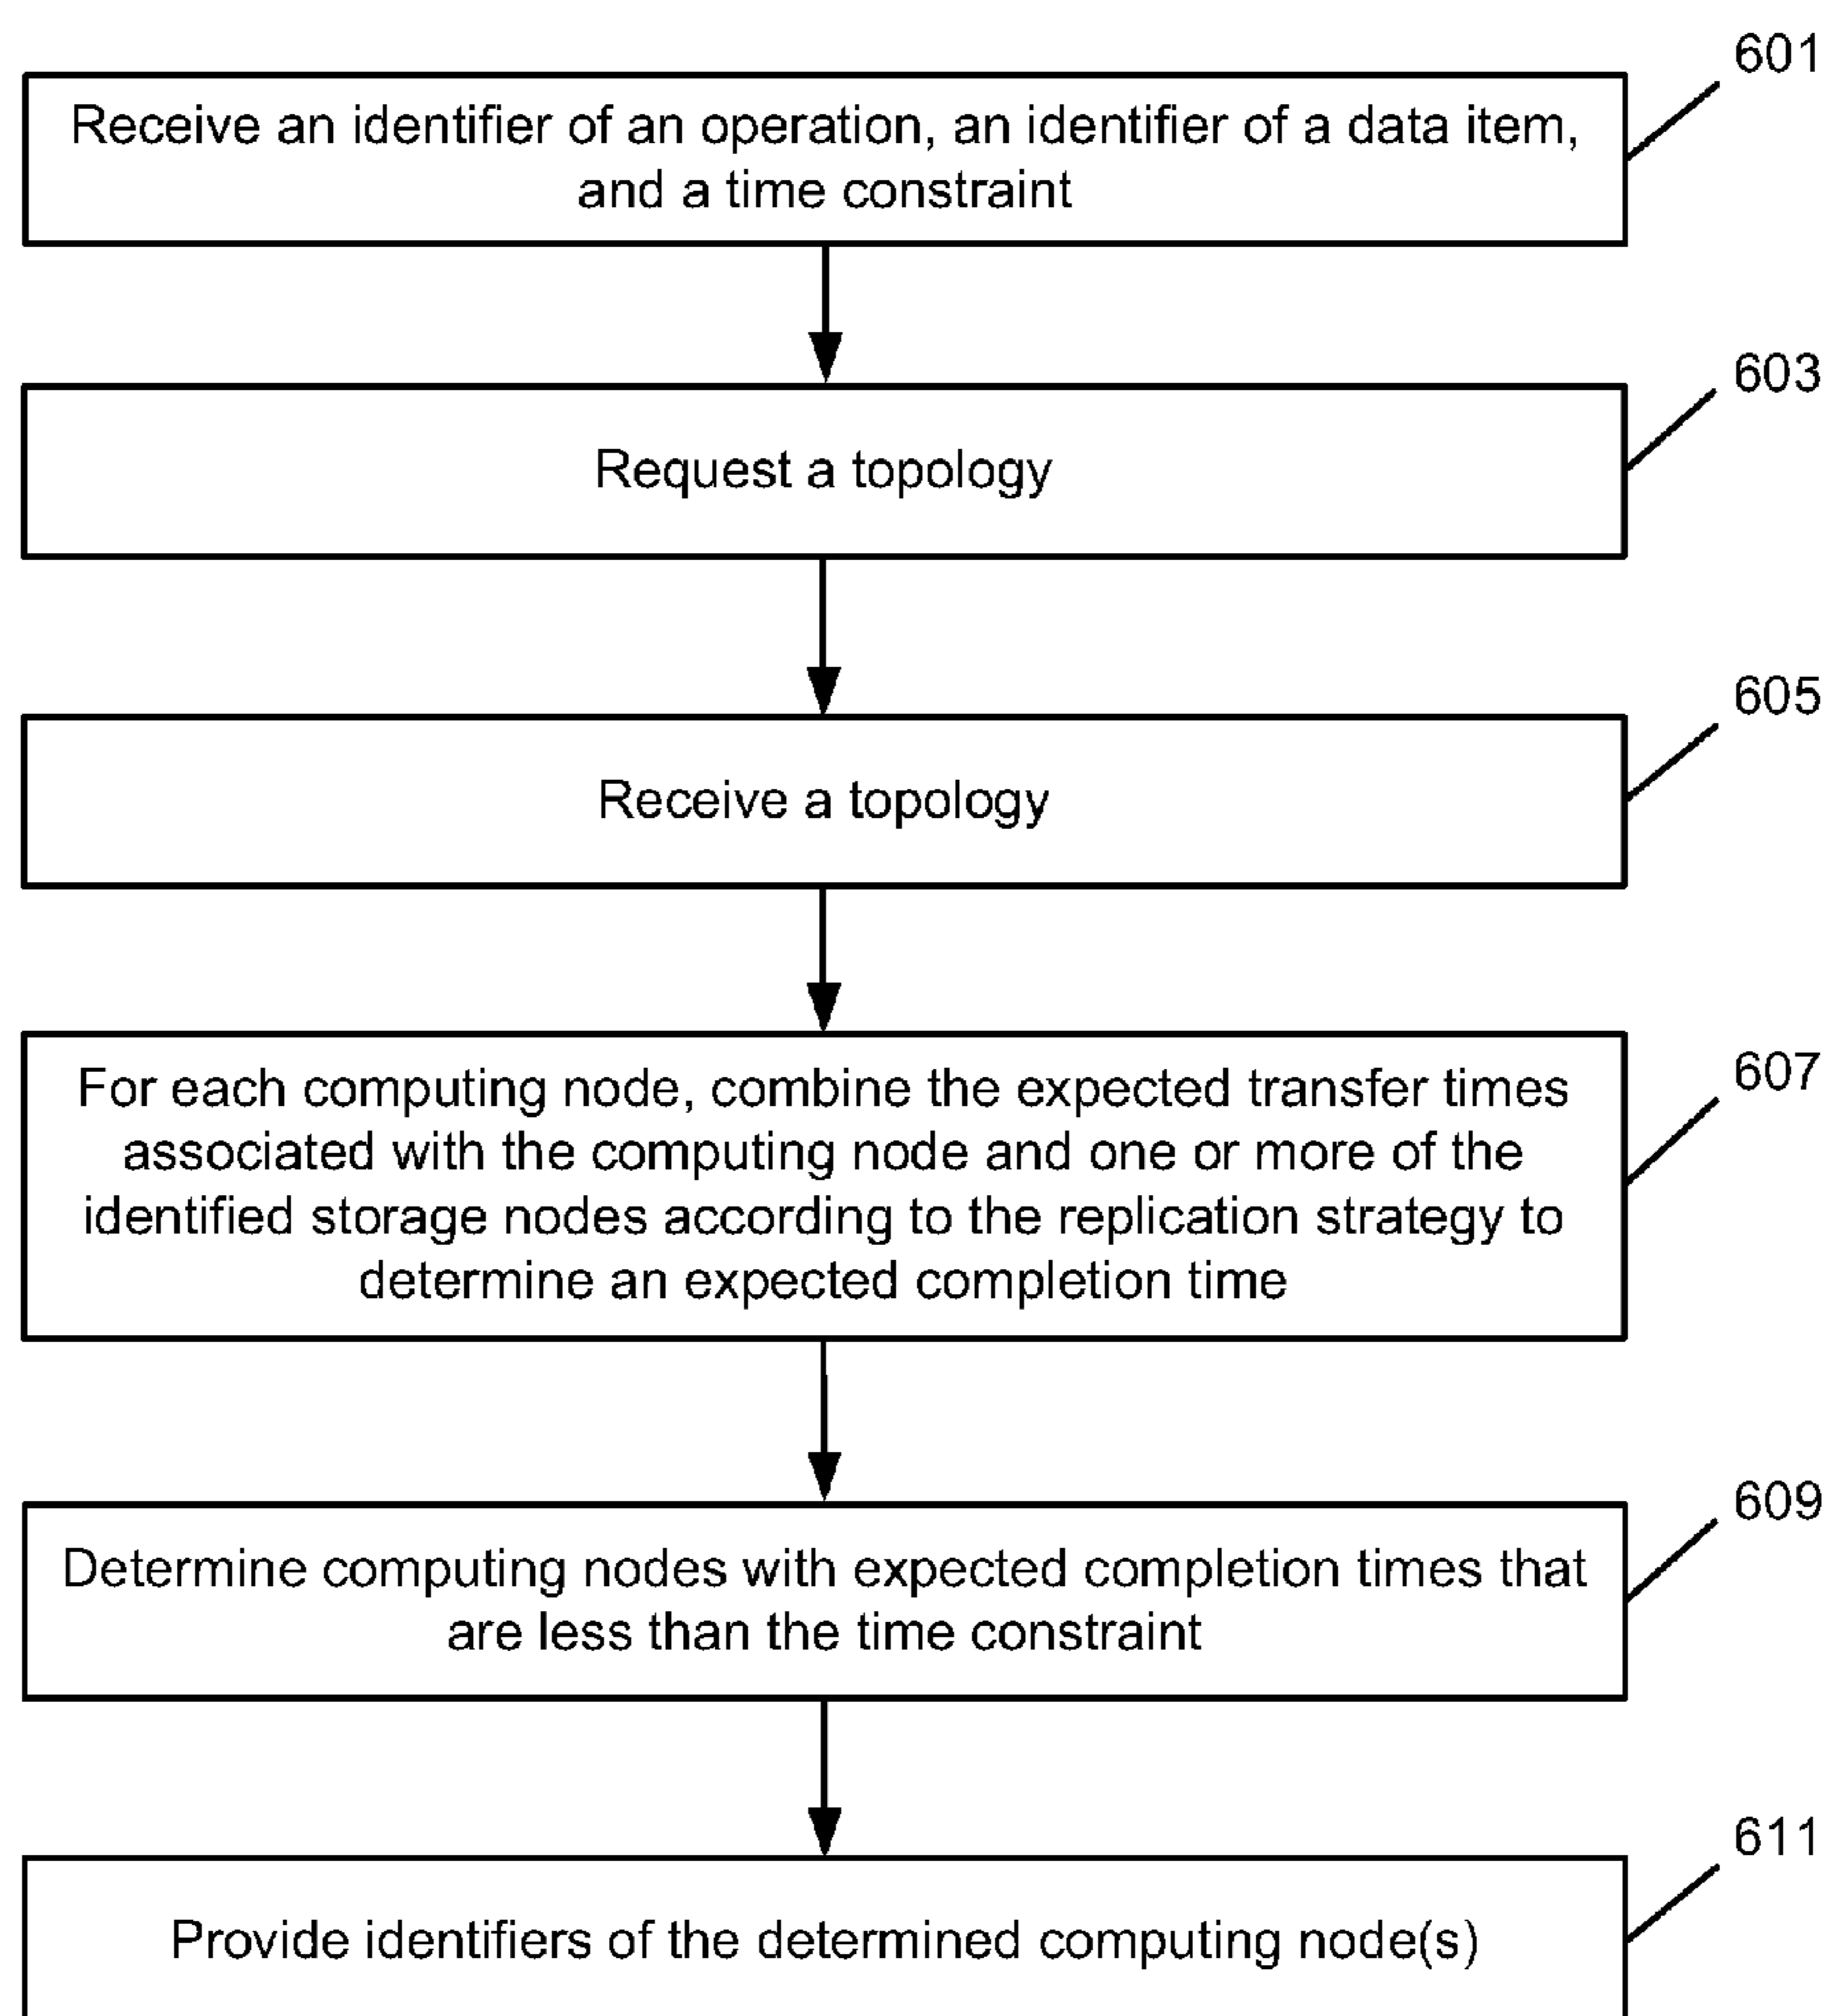 601
Receive an identifier of an operation, an identifier of a data item,
and a time constraint
603
Request a topology
605
Receive a topology
607
For each computing node, combine the expected transfer times
associated with the computing node and one or more of the
identified storage nodes according to the replication strategy to
determine an expected completion time
609
Determine computing nodes with expected completion times that
are less than the time constraint
611
Provide identifiers of the determined computing node(s)